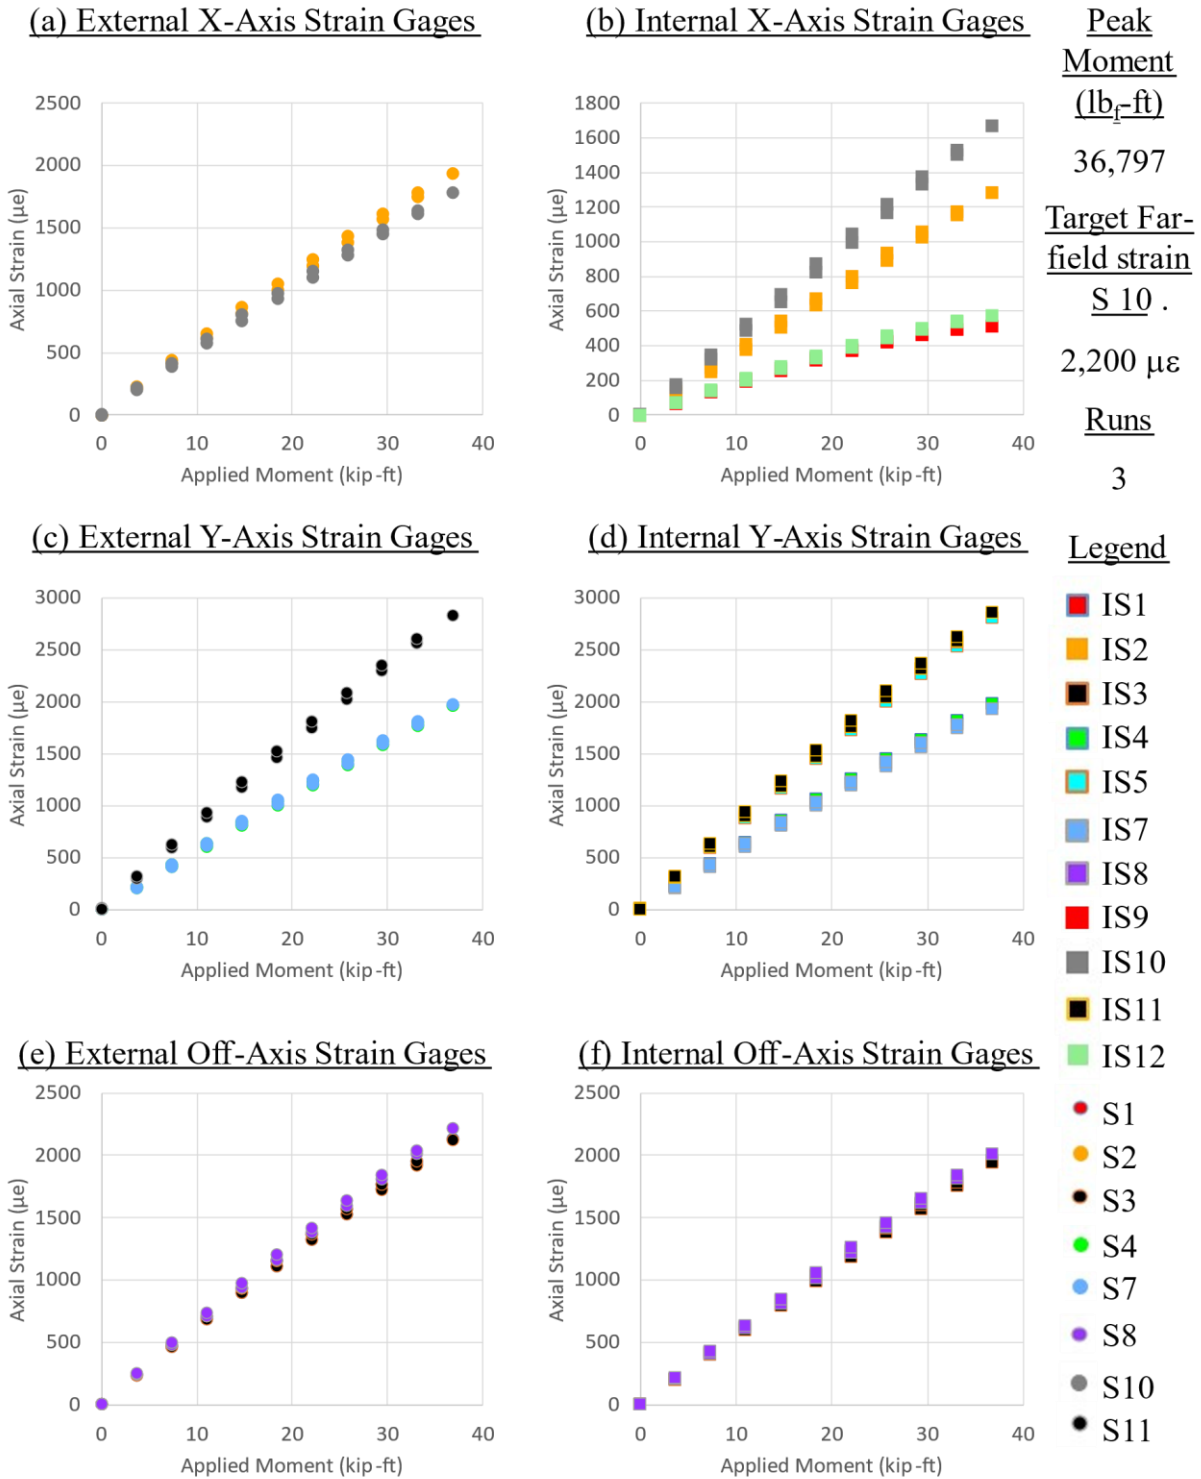 (a) External X-Axis Strain Gages
2500
2000
1500
1000
500
0
Axial Strain (µe)
0 10 20 30 40
Applied Moment (kip-ft)
(b) Internal X-Axis Strain Gages
1800
1600
1400
1200
1000
800
600
400
200
0
Axial Strain (µe)
0 10 20 30 40
Applied Moment (kip-ft)
Peak
Moment
(lbf-ft)
36,797
Target Far-
field strain
S 10 .
2,200 µε
Runs
3
(c) External Y-Axis Strain Gages
3000
2500
2000
1500
1000
500
0
Axial Strain (µe)
0 10 20 30 40
Applied Moment (kip-ft)
(d) Internal Y-Axis Strain Gages
3000
2500
2000
1500
1000
500
0
Axial Strain (µe)
0 10 20 30 40
Applied Moment (kip-ft)
(e) External Off-Axis Strain Gages
2500
2000
1500
1000
500
0
Axial Strain (µe)
0 10 20 30 40
Applied Moment (kip-ft)
(f) Internal Off-Axis Strain Gages
2500
2000
1500
1000
500
0
Axial Strain (µe)
0 10 20 30 40
Applied Moment (kip-ft)
Legend
IS1
IS2
IS3
IS4
IS5
IS7
IS8
IS9
IS10
IS11
IS12
S1
S2
S3
S4
S7
S8
S10
S11